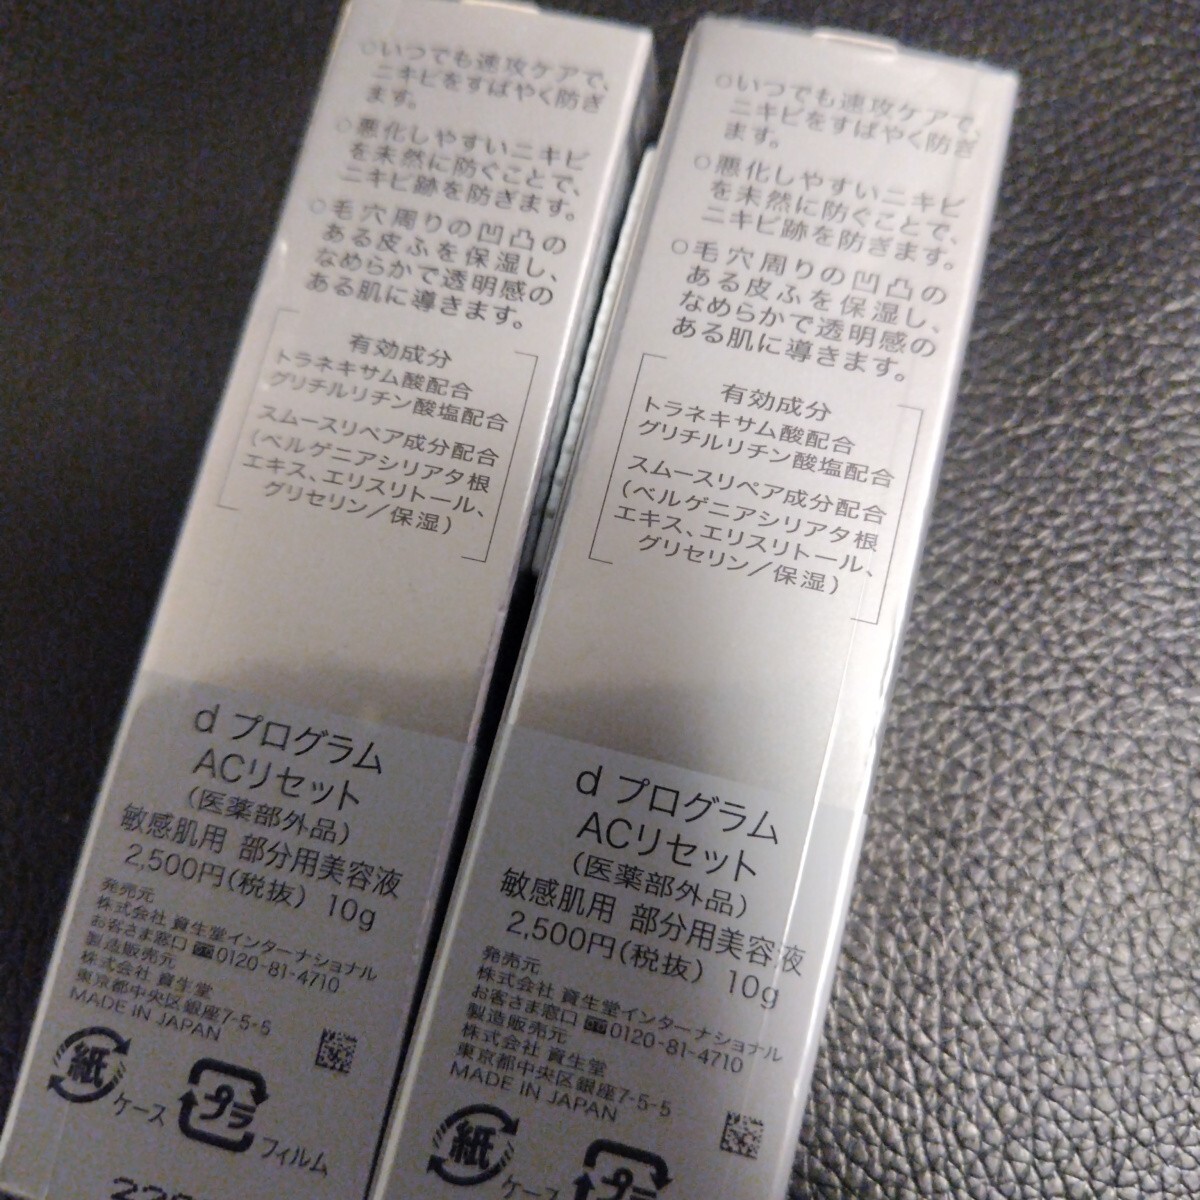 ○いつでも速攻ケアで、
ニキビをすばやく防ぎ
ます。
○悪化しやすいニキビ
を未然に防ぐことで、
ニキビ跡を防ぎます。
○毛穴周りの凹凸の
ある皮ふを保湿し、
なめらかで透明感の
ある肌に導きます。
有効成分
トラネキサム酸配合
グリチルリチン酸塩配合
スムースリペア成分配合
(ベルゲニアシリアタ根
エキス、エリスリトール、
グリセリン/保湿)
d プログラム
ACリセット
(医薬部外品)
敏感肌用 部分用美容液
2,500円(税抜) 10g
発売元
株式会社 資生堂インターナショナル
お客さま窓口 0120-81-4710
製造販売元
株式会社 資生堂
東京都中央区銀座7-5-5
MADE IN JAPAN
紙
ケース
プラ
フィルム
○いつでも速攻ケアで、
ニキビをすばやく防ぎ
ます。
○悪化しやすいニキビ
を未然に防ぐことで、
ニキビ跡を防ぎます。
○毛穴周りの凹凸の
ある皮ふを保湿し、
なめらかで透明感の
ある肌に導きます。
有効成分
トラネキサム酸配合
グリチルリチン酸塩配合
スムースリペア成分配合
(ベルゲニアシリアタ根
エキス、エリスリトール、
グリセリン/保湿)
d プログラム
ACリセット
(医薬部外品)
敏感肌用 部分用美容液
2,500円(税抜) 10g
発売元
株式会社 資生堂インターナショナル
お客さま窓口 0120-81-4710
製造販売元
株式会社 資生堂
東京都中央区銀座7-5-5
MADE IN JAPAN
紙
ケース
プラ